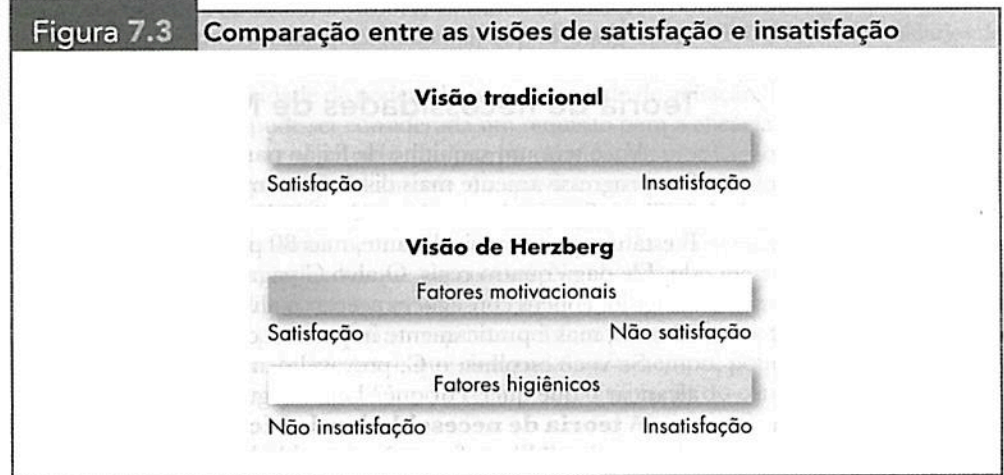 Figura 7.3 Comparação entre as visões de satisfação e insatisfação
Visão tradicional
Satisfação Insatisfação
Visão de Herzberg
Fatores motivacionais
Satisfação Não satisfação
Fatores higiênicos
Não insatisfação Insatisfação